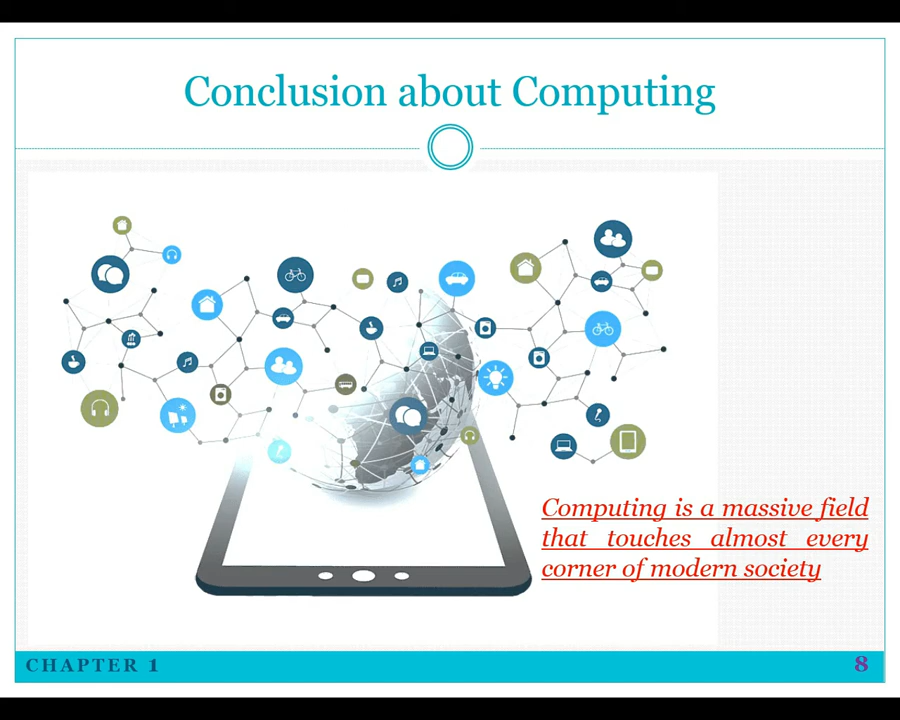 Conclusion about Computing
Computing is a massive field
that touches almost every
corner of modern society
CHAPTER 1
8